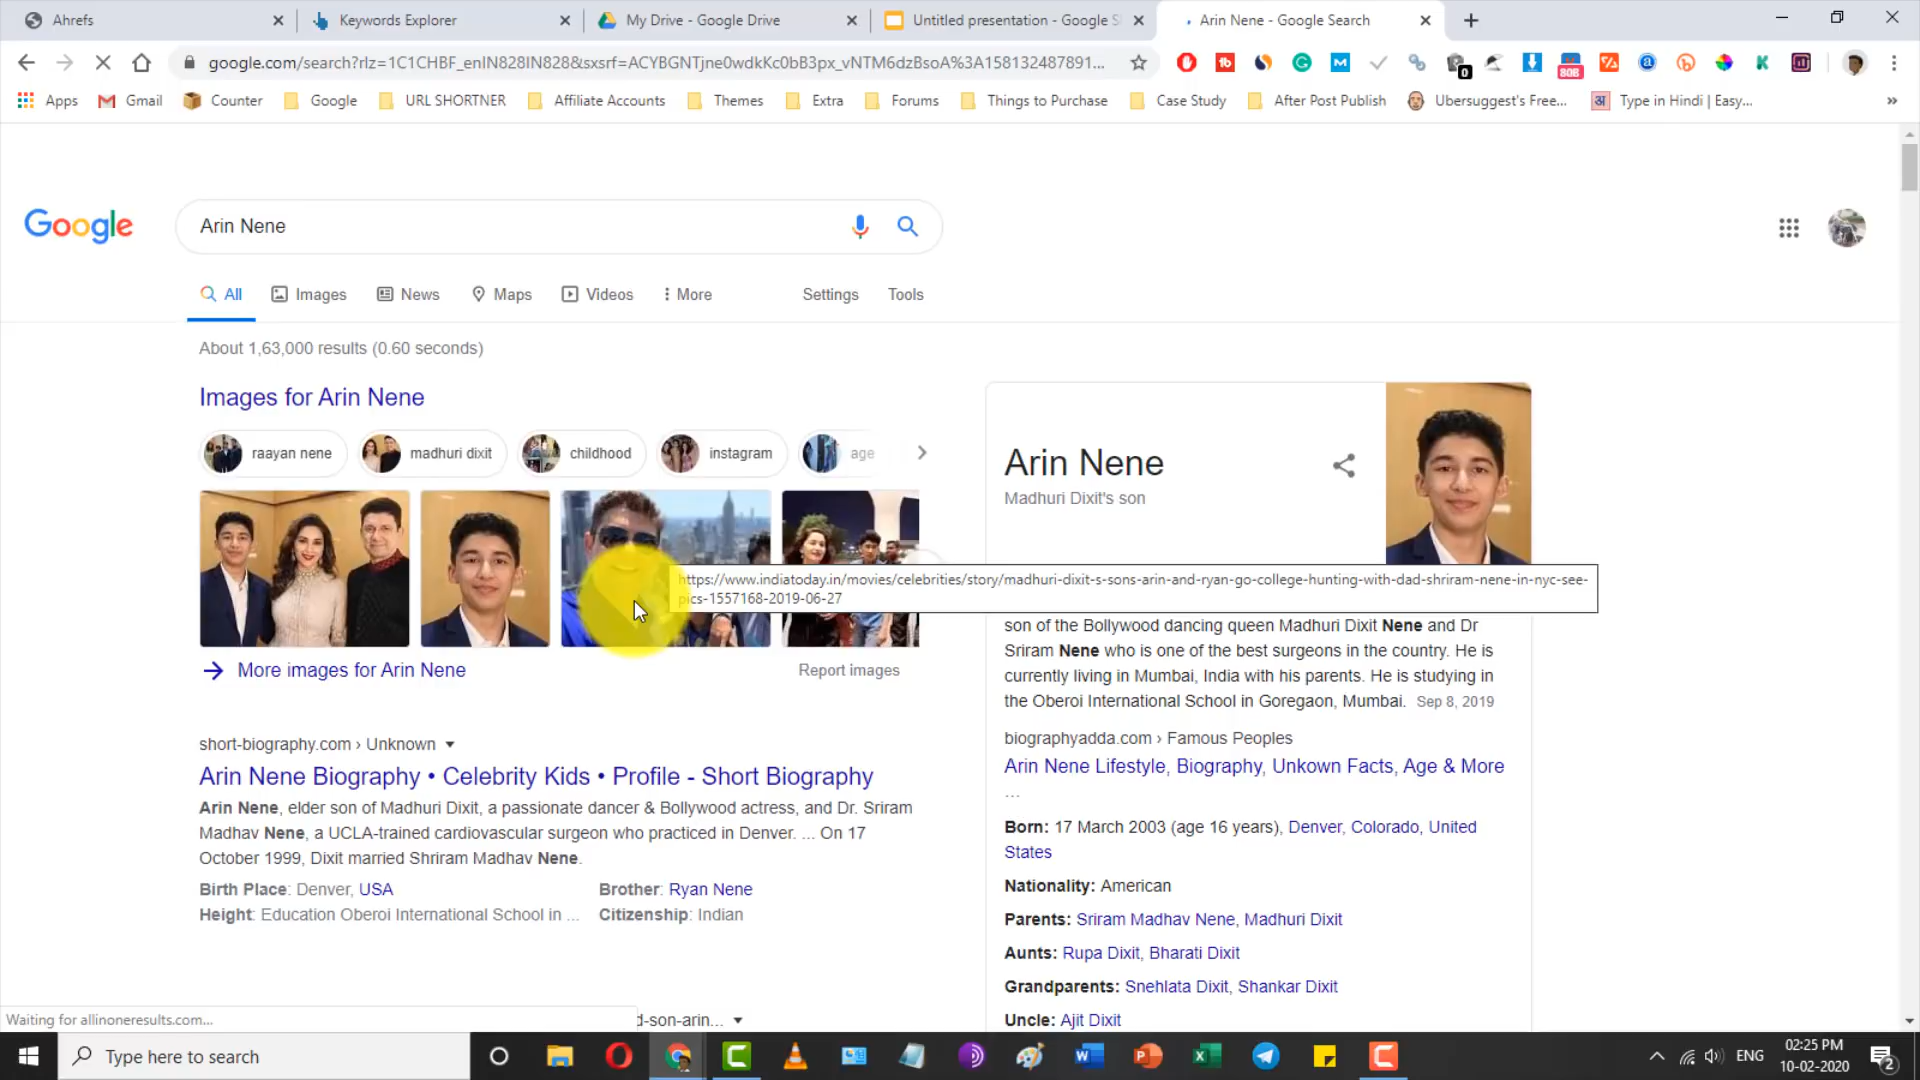 Ahrefs
Keywords Explorer
My Drive - Google Drive
Untitled presentation - Google S
Arin Nene - Google Search
google.com/search?rlz=1C1CHBF_enIN828IN828&sxsrf=ACYBGNTjne0wdkKc0bB3px_vNTM6dzBsoA%3A158132487891...
Apps
Gmail
Counter
Google
URL SHORTNER
Affiliate Accounts
Themes
Extra
Forums
Things to Purchase
Case Study
After Post Publish
Ubersuggest's Free...
Type in Hindi | Easy...
Google
Arin Nene
All
Images
News
Maps
Videos
More
Settings
Tools
About 1,63,000 results (0.60 seconds)
Images for Arin Nene
raayan nene
madhuri dixit
childhood
instagram
age
More images for Arin Nene
Report images
short-biography.com › Unknown
Arin Nene Biography • Celebrity Kids • Profile - Short Biography
Arin Nene, elder son of Madhuri Dixit, a passionate dancer & Bollywood actress, and Dr. Sriram
Madhav Nene, a UCLA-trained cardiovascular surgeon who practiced in Denver. ... On 17
October 1999, Dixit married Shriram Madhav Nene.
Birth Place: Denver, USA
Brother: Ryan Nene
Height: Education Oberoi International School in ...
Citizenship: Indian
d-son-arin...
Arin Nene
Madhuri Dixit's son
https://www.indiatoday.in/movies/celebrities/story/madhuri-dixit-s-sons-arin-and-ryan-go-college-hunting-with-dad-shriram-nene-in-nyc-see-
pics-1557168-2019-06-27
son of the Bollywood dancing queen Madhuri Dixit Nene and Dr
Sriram Nene who is one of the best surgeons in the country. He is
currently living in Mumbai, India with his parents. He is studying in
the Oberoi International School in Goregaon, Mumbai. Sep 8, 2019
biographyadda.com › Famous Peoples
Arin Nene Lifestyle, Biography, Unkown Facts, Age & More
...
Born: 17 March 2003 (age 16 years), Denver, Colorado, United
States
Nationality: American
Parents: Sriram Madhav Nene, Madhuri Dixit
Aunts: Rupa Dixit, Bharati Dixit
Grandparents: Snehlata Dixit, Shankar Dixit
Uncle: Ajit Dixit
Waiting for allinoneresults.com...
Type here to search
ENG
02:25 PM
10-02-2020
2